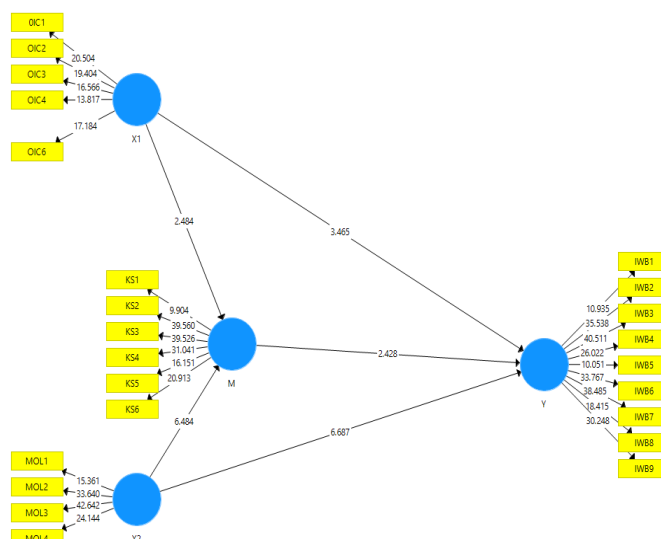 OIC1
OIC2
OIC3
OIC4
OIC6
20.504
19.404
16.566
13.817
17.184
X1
2.484
3.465
KS1
KS2
KS3
KS4
KS5
KS6
9.904
39.560
39.526
31.041
16.151
20.913
M
2.428
6.484
6.687
IWB1
IWB2
IWB3
IWB4
IWB5
IWB6
IWB7
IWB8
IWB9
10.935
35.538
40.511
26.022
10.051
33.767
38.485
18.415
30.248
Y
MOL1
MOL2
MOL3
MOL4
15.361
33.640
42.642
24.144
X2